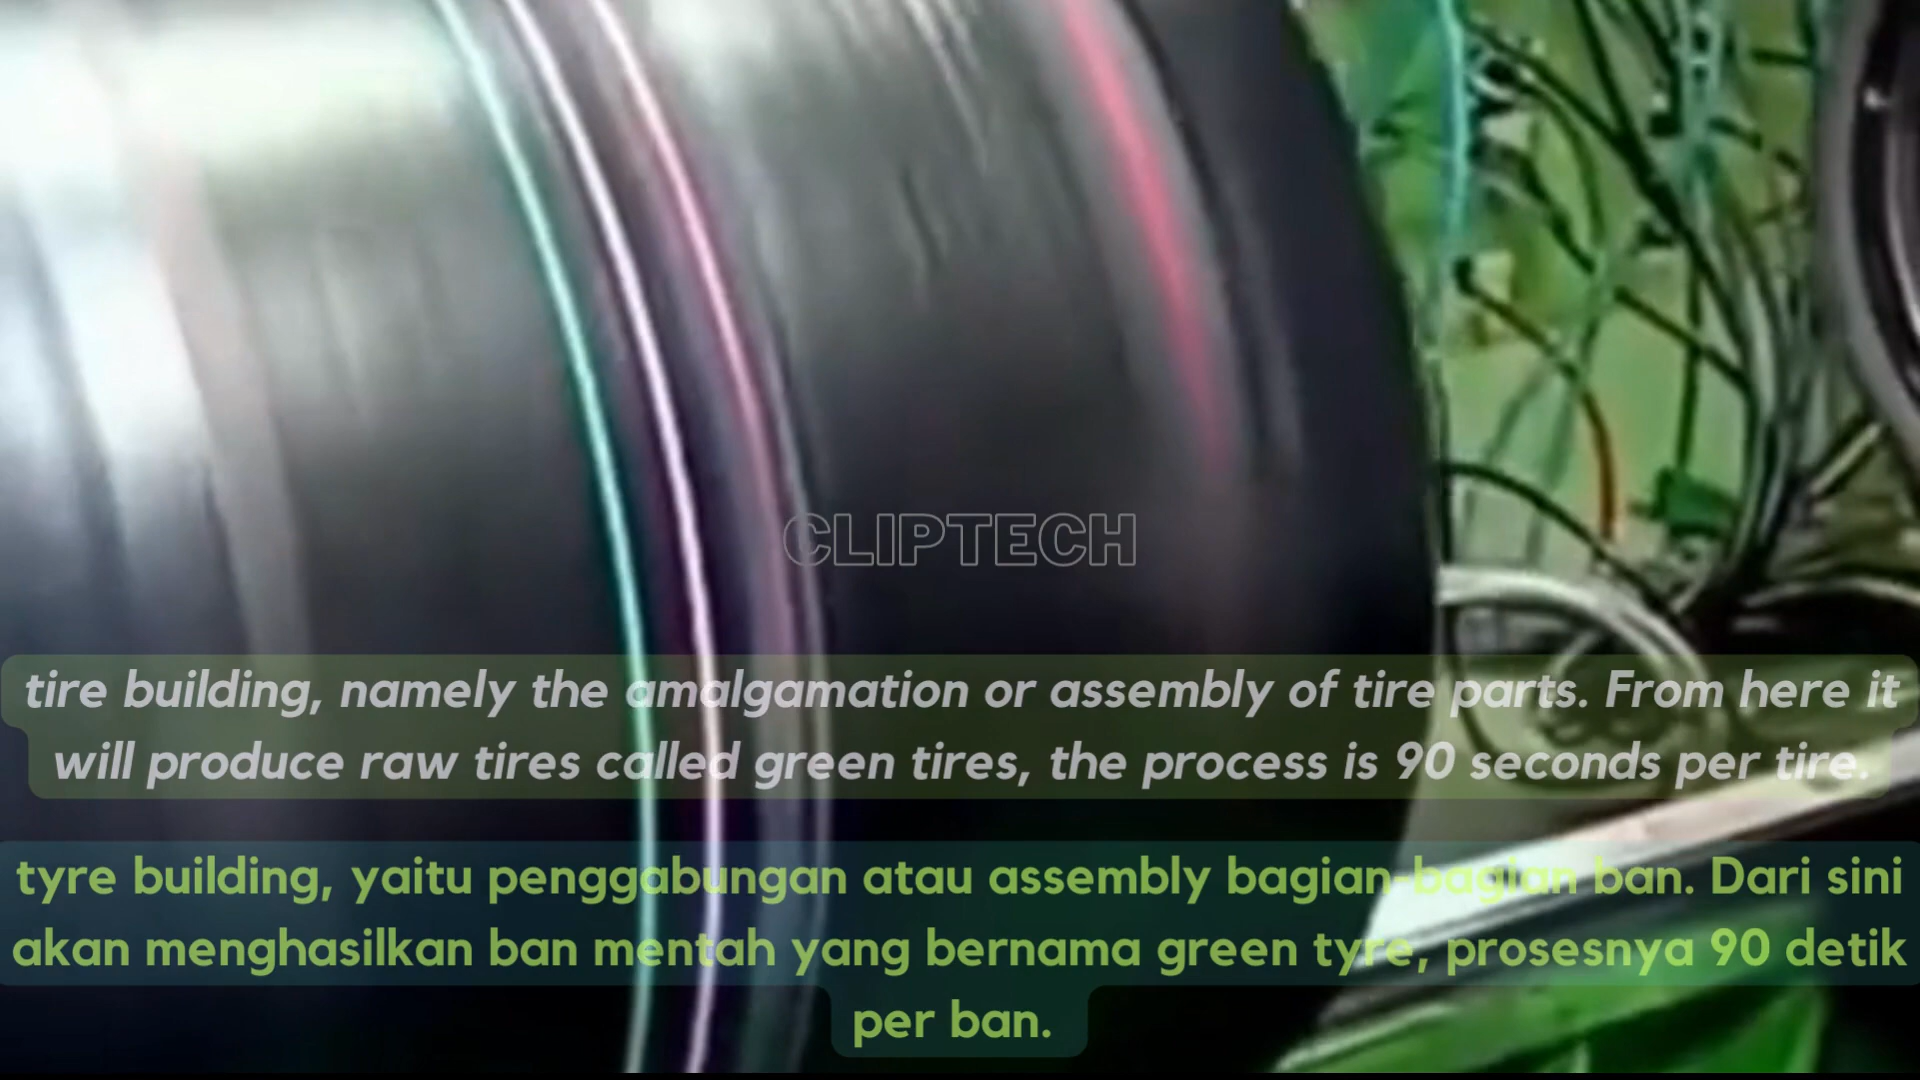 CLIPTECH
tire building, namely the amalgamation or assembly of tire parts. From here it
will produce raw tires called green tires, the process is 90 seconds per tire.
tyre building, yaitu penggabungan atau assembly bagian-bagian ban. Dari sini
akan menghasilkan ban mentah yang bernama green tyre, prosesnya 90 detik
per ban.